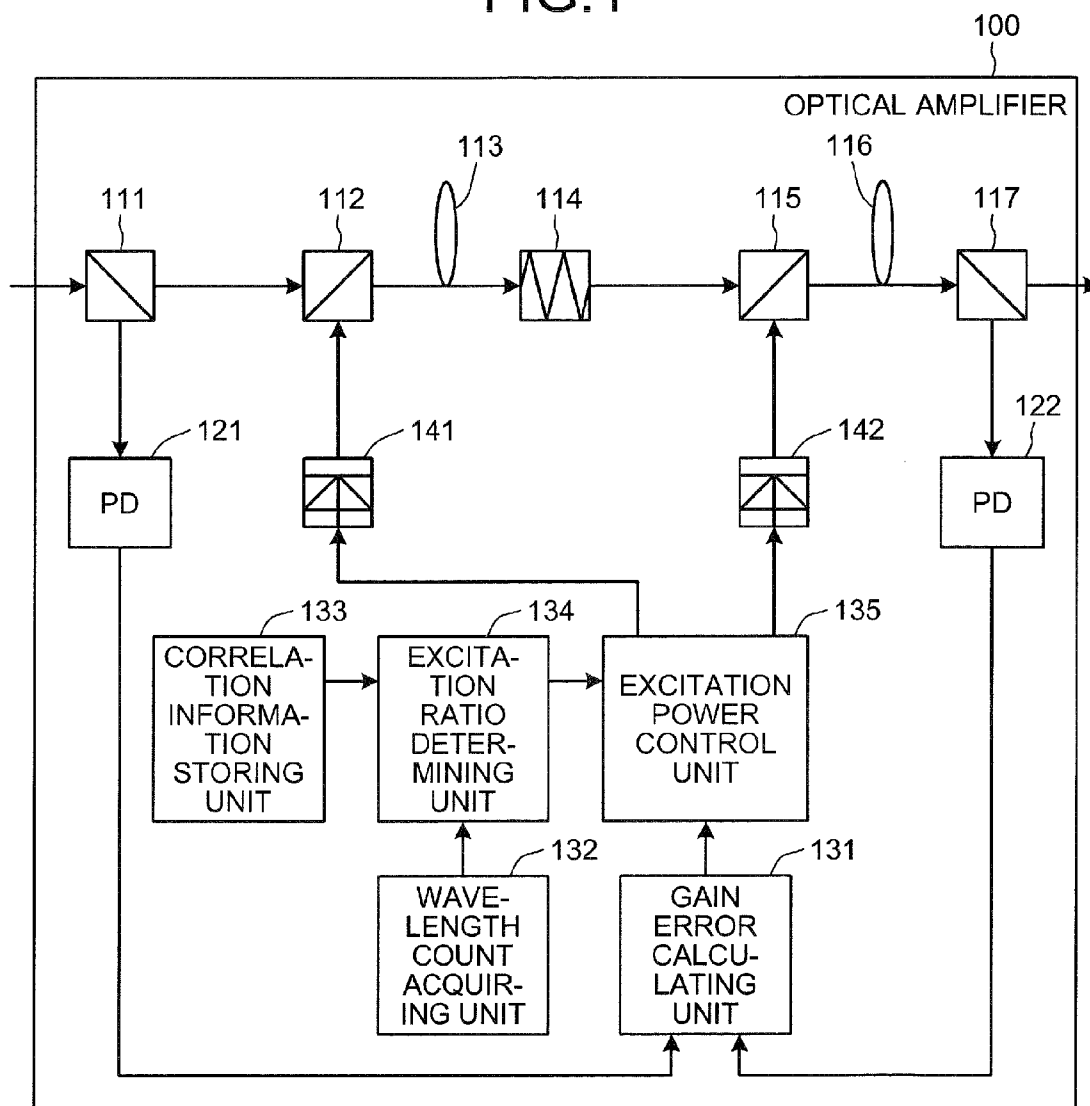 FIG. 1
100
OPTICAL AMPLIFIER
113
116
111
112
114
115
117
121
141
142
122
PD
PD
133
134
135
CORRELA-
TION
INFORMA-
TION
STORING
UNIT
EXCITA-
TION
RATIO
DETER-
MINING
UNIT
EXCITATION
POWER
CONTROL
UNIT
132
131
WAVE-
LENGTH
COUNT
ACQUIR-
ING UNIT
GAIN
ERROR
CALCU-
LATING
UNIT